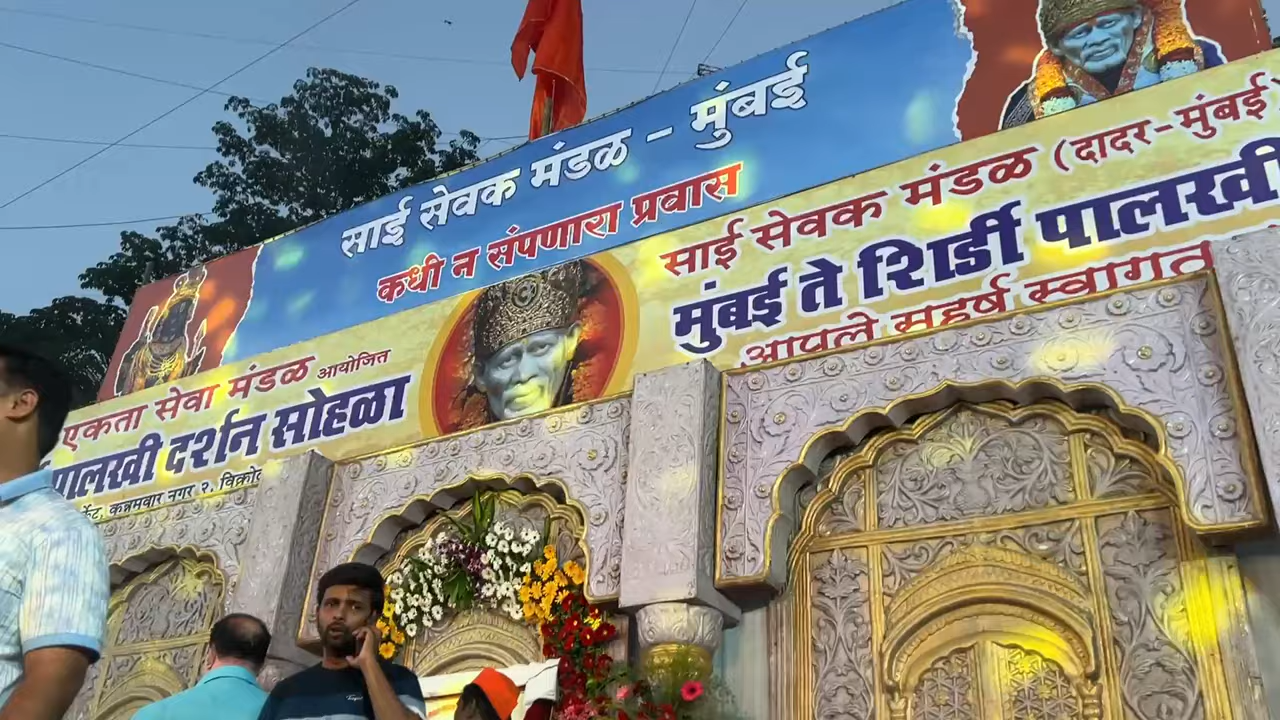 साई सेवक मंडळ - मुंबई
कधी न संपणारा प्रवास
साई सेवक मंडळ (दादर-मुंबई)
मुंबई ते शिर्डी पालखी
आपले सहर्ष स्वागत
एकता सेवा मंडळ आयोजित
पालखी दर्शन सोहळा
कन्नमवार नगर २, विक्रो